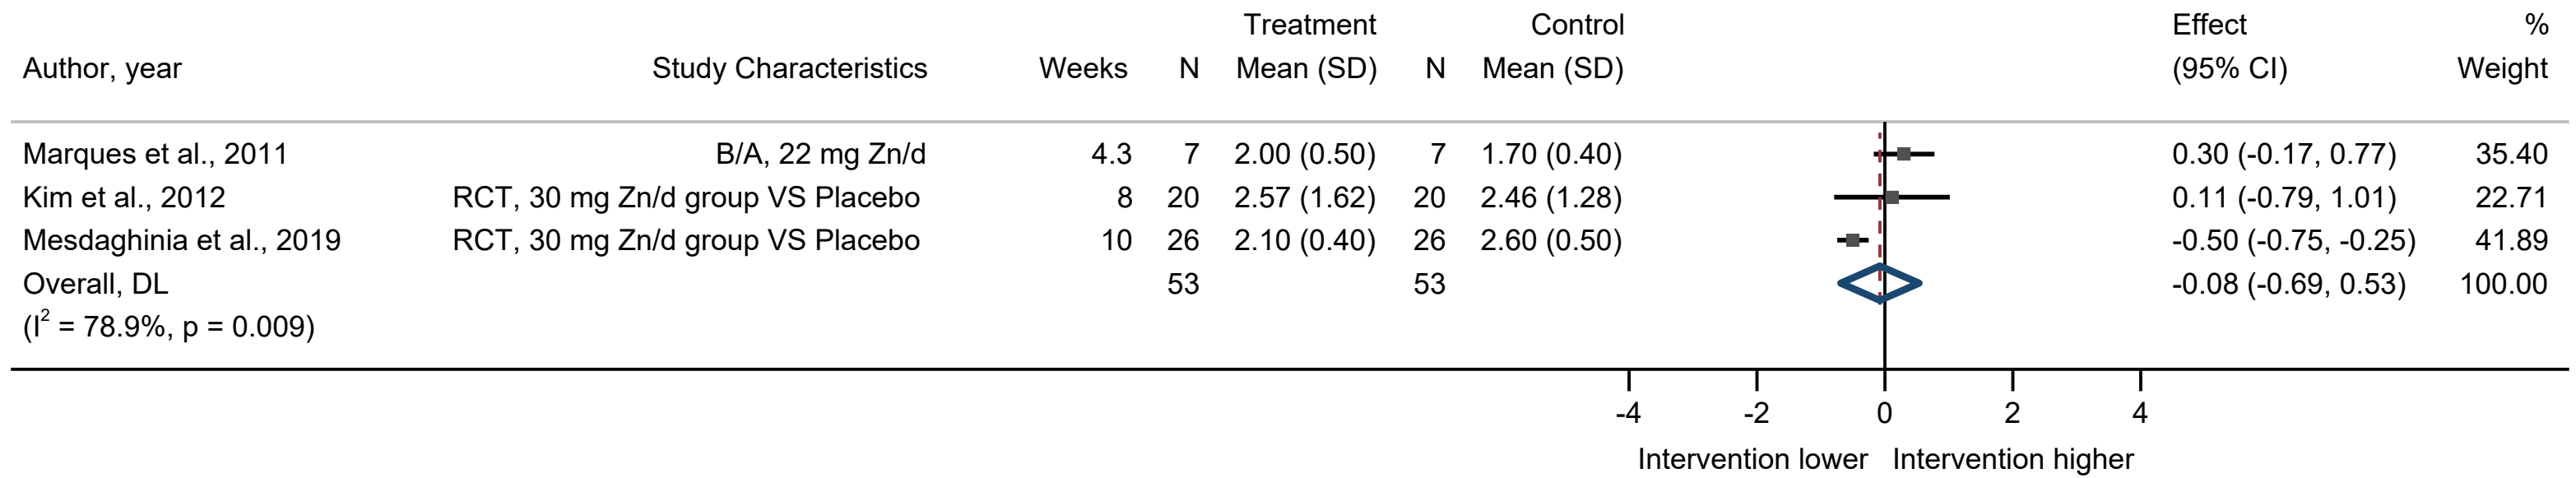 Treatment Control Effect %
Author, year Study Characteristics Weeks N Mean (SD) N Mean (SD) (95% CI) Weight
Marques et al., 2011 B/A, 22 mg Zn/d 4.3 7 2.00 (0.50) 7 1.70 (0.40) 0.30 (-0.17, 0.77) 35.40
Kim et al., 2012 RCT, 30 mg Zn/d group VS Placebo 8 20 2.57 (1.62) 20 2.46 (1.28) 0.11 (-0.79, 1.01) 22.71
Mesdaghinia et al., 2019 RCT, 30 mg Zn/d group VS Placebo 10 26 2.10 (0.40) 26 2.60 (0.50) -0.50 (-0.75, -0.25) 41.89
Overall, DL 53 53 -0.08 (-0.69, 0.53) 100.00
(I² = 78.9%, p = 0.009)
-4 -2 0 2 4
Intervention lower Intervention higher